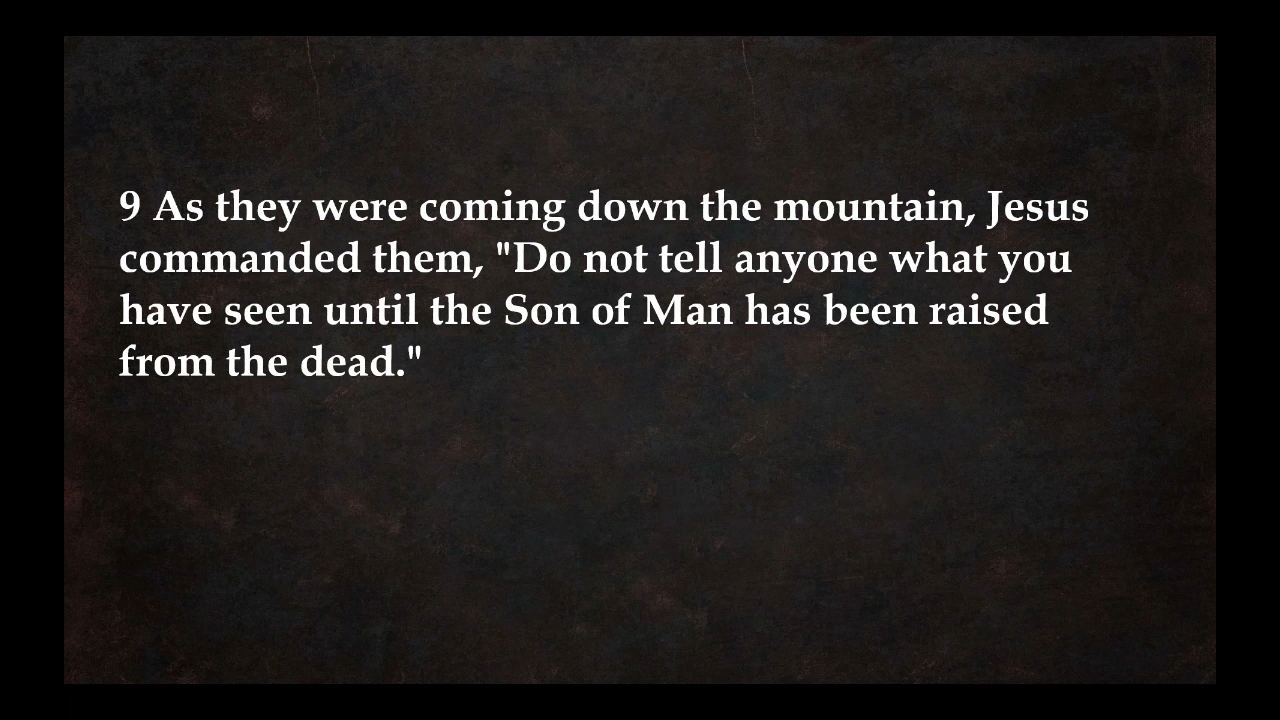 9 As they were coming down the mountain, Jesus
commanded them, "Do not tell anyone what you
have seen until the Son of Man has been raised
from the dead."